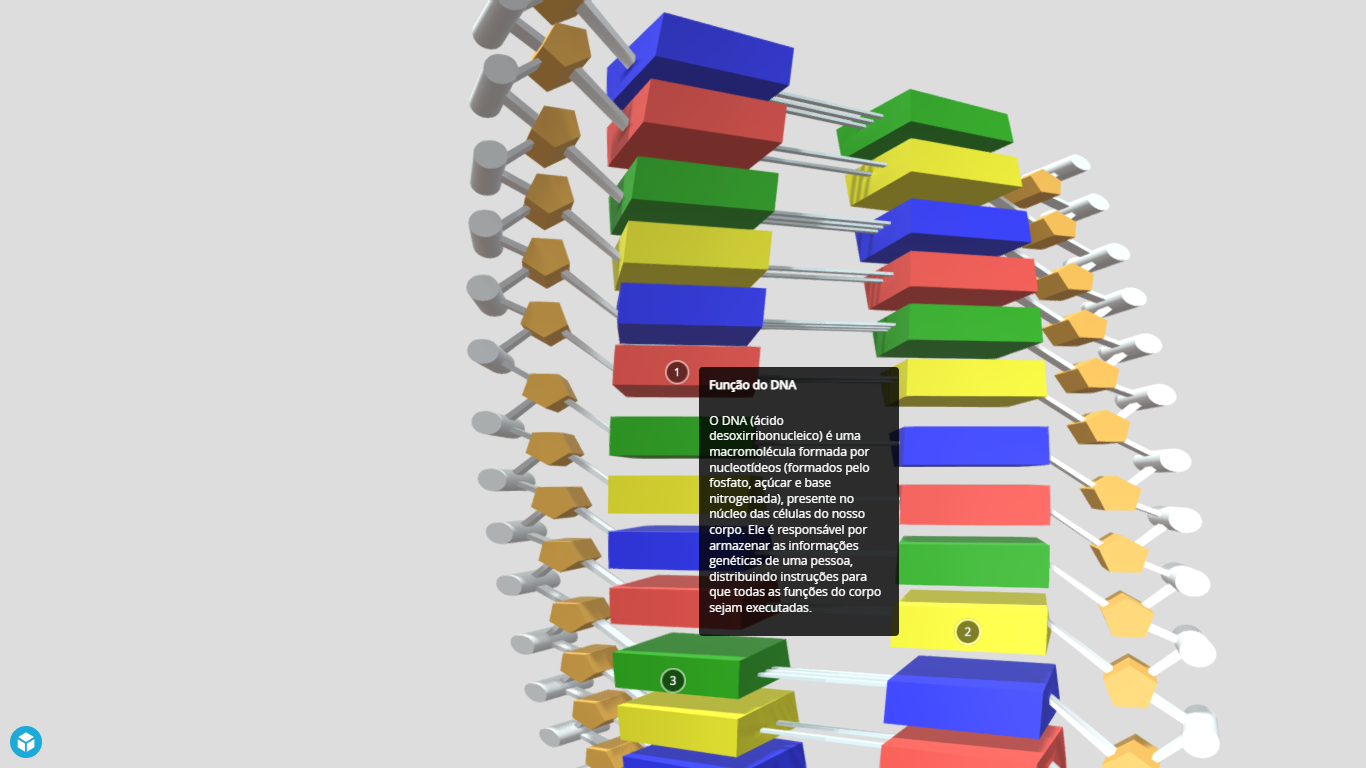 1
Função do DNA
O DNA (ácido
desoxirribonucleico) é uma
macromolécula formada por
nucleotídeos (formados pelo
fosfato, açúcar e base
nitrogenada), presente no
núcleo das células do nosso
corpo. Ele é responsável por
armazenar as informações
genéticas de uma pessoa,
distribuindo instruções para
que todas as funções do corpo
sejam executadas.
2
3